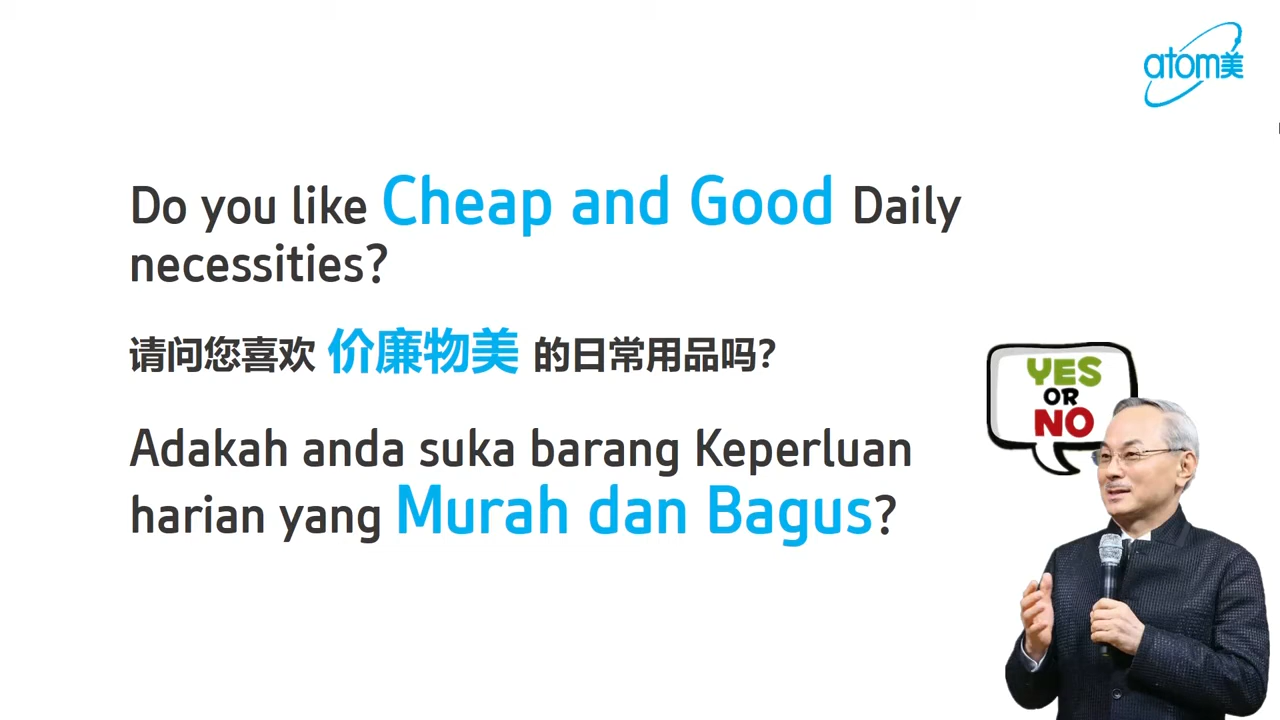 atom美
Do you like Cheap and Good Daily
necessities?
请问您喜欢 价廉物美 的日常用品吗?
YES
OR
NO
Adakah anda suka barang Keperluan
harian yang Murah dan Bagus?